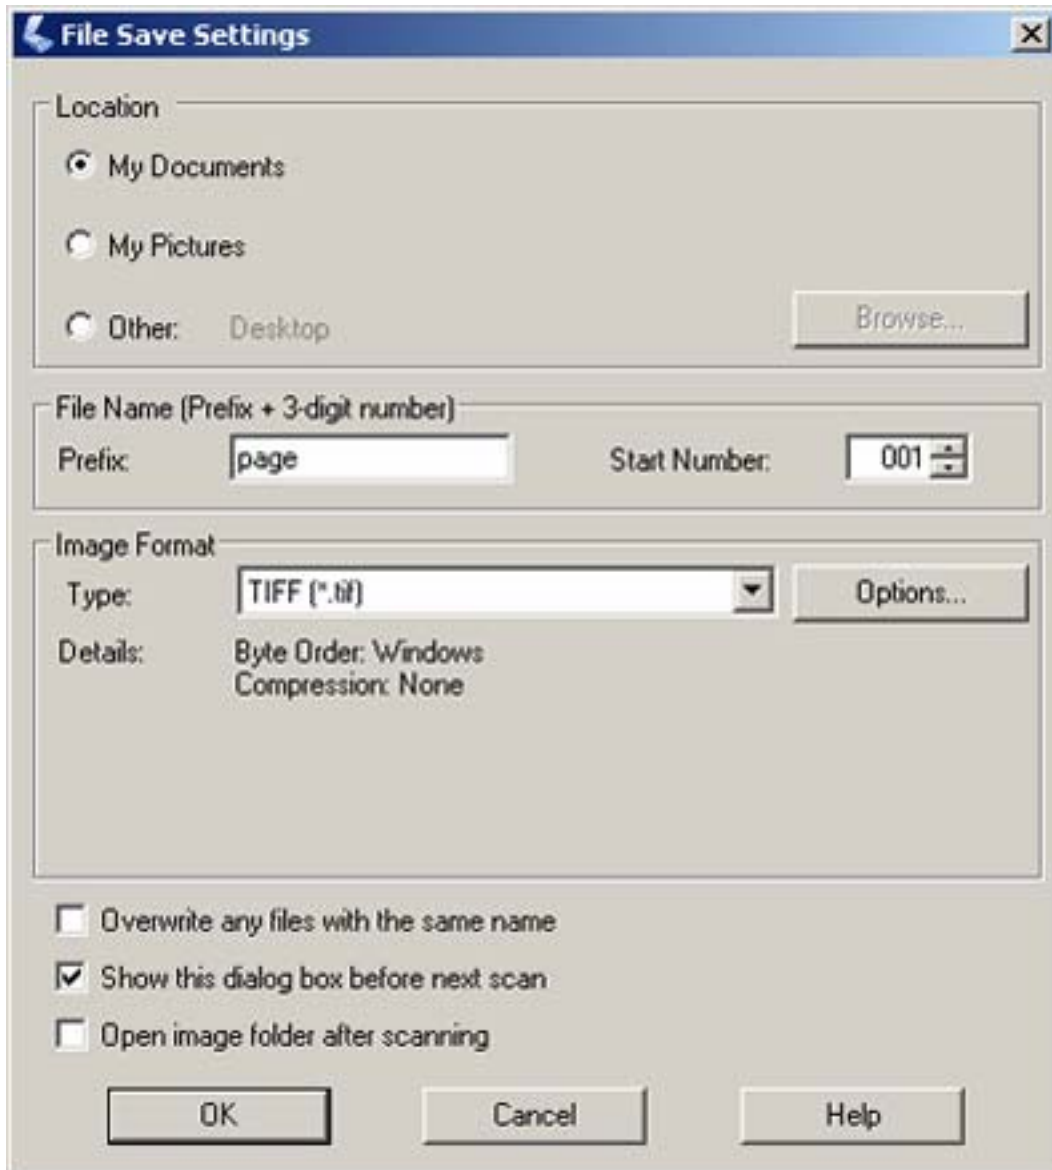 File Save Settings
Location
My Documents
My Pictures
Other: Desktop Browse...
File Name (Prefix + 3-digit number)
Prefix: page Start Number: 001
Image Format
Type: TIFF (*.tif) Options...
Details: Byte Order: Windows
Compression: None
Overwrite any files with the same name
Show this dialog box before next scan
Open image folder after scanning
OK Cancel Help